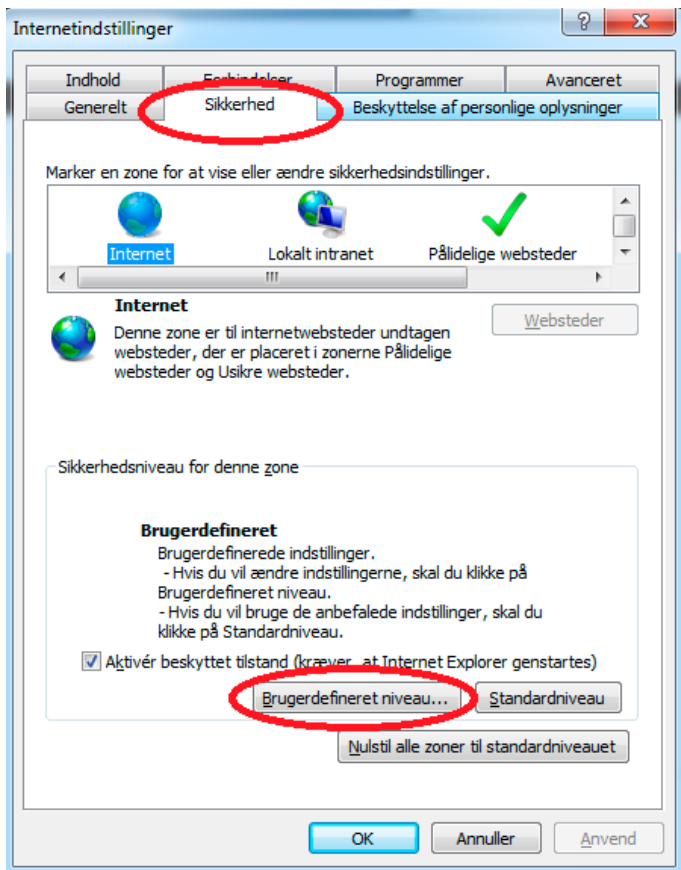 Internetindstillinger
Indhold Forbindelser Programmer Avanceret
Generelt Sikkerhed Beskyttelse af personlige oplysninger
Marker en zone for at vise eller ændre sikkerhedsindstillinger.
Internet Lokalt intranet Pålidelige websteder
Internet
Denne zone er til internetwebsteder undtagen
websteder, der er placeret i zonerne Pålidelige
websteder og Usikre websteder.
Websteder
Sikkerhedsniveau for denne zone
Brugerdefineret
Brugerdefinerede indstillinger.
- Hvis du vil ændre indstillingerne, skal du klikke på
Brugerdefineret niveau.
- Hvis du vil bruge de anbefalede indstillinger, skal du
klikke på Standardniveau.
Aktivér beskyttet tilstand (kræver, at Internet Explorer genstartes)
Brugerdefineret niveau... Standardniveau
Nulstil alle zoner til standardniveauet
OK Annuller Anvend